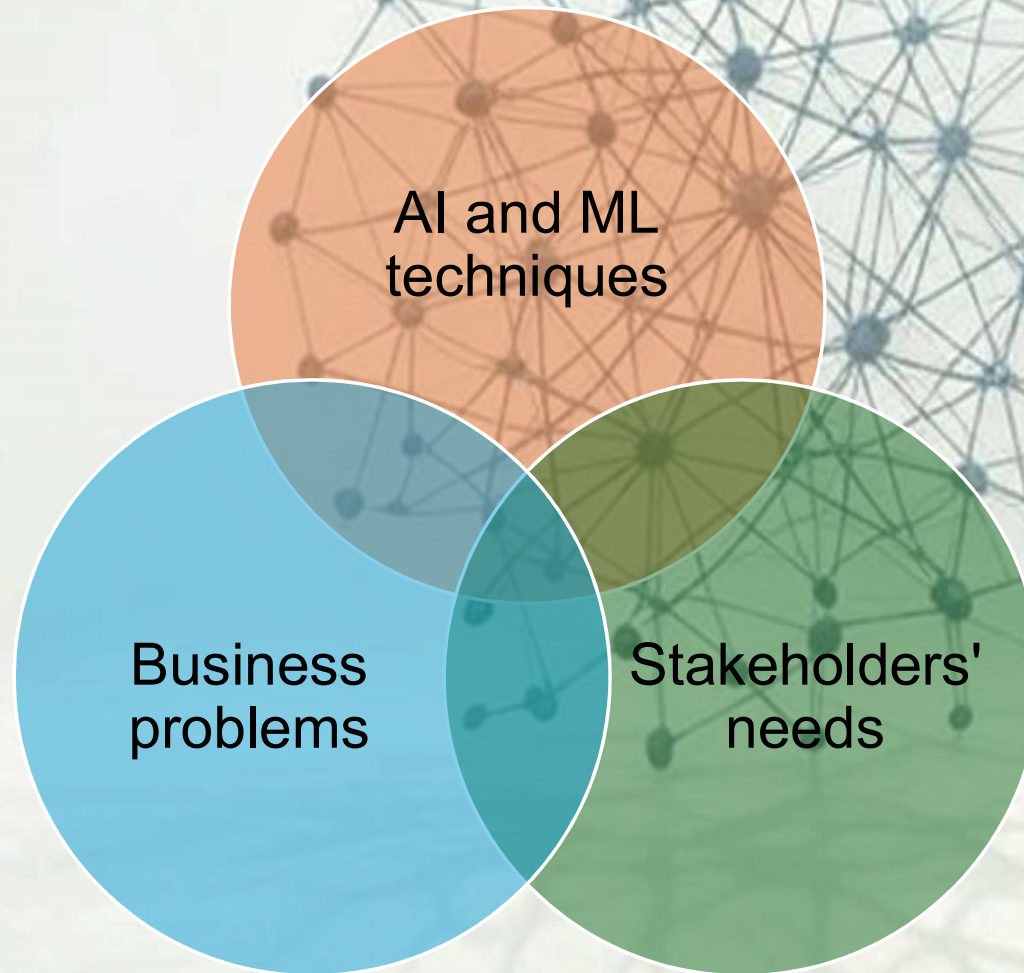 AI and ML
techniques
Business
problems
Stakeholders'
needs